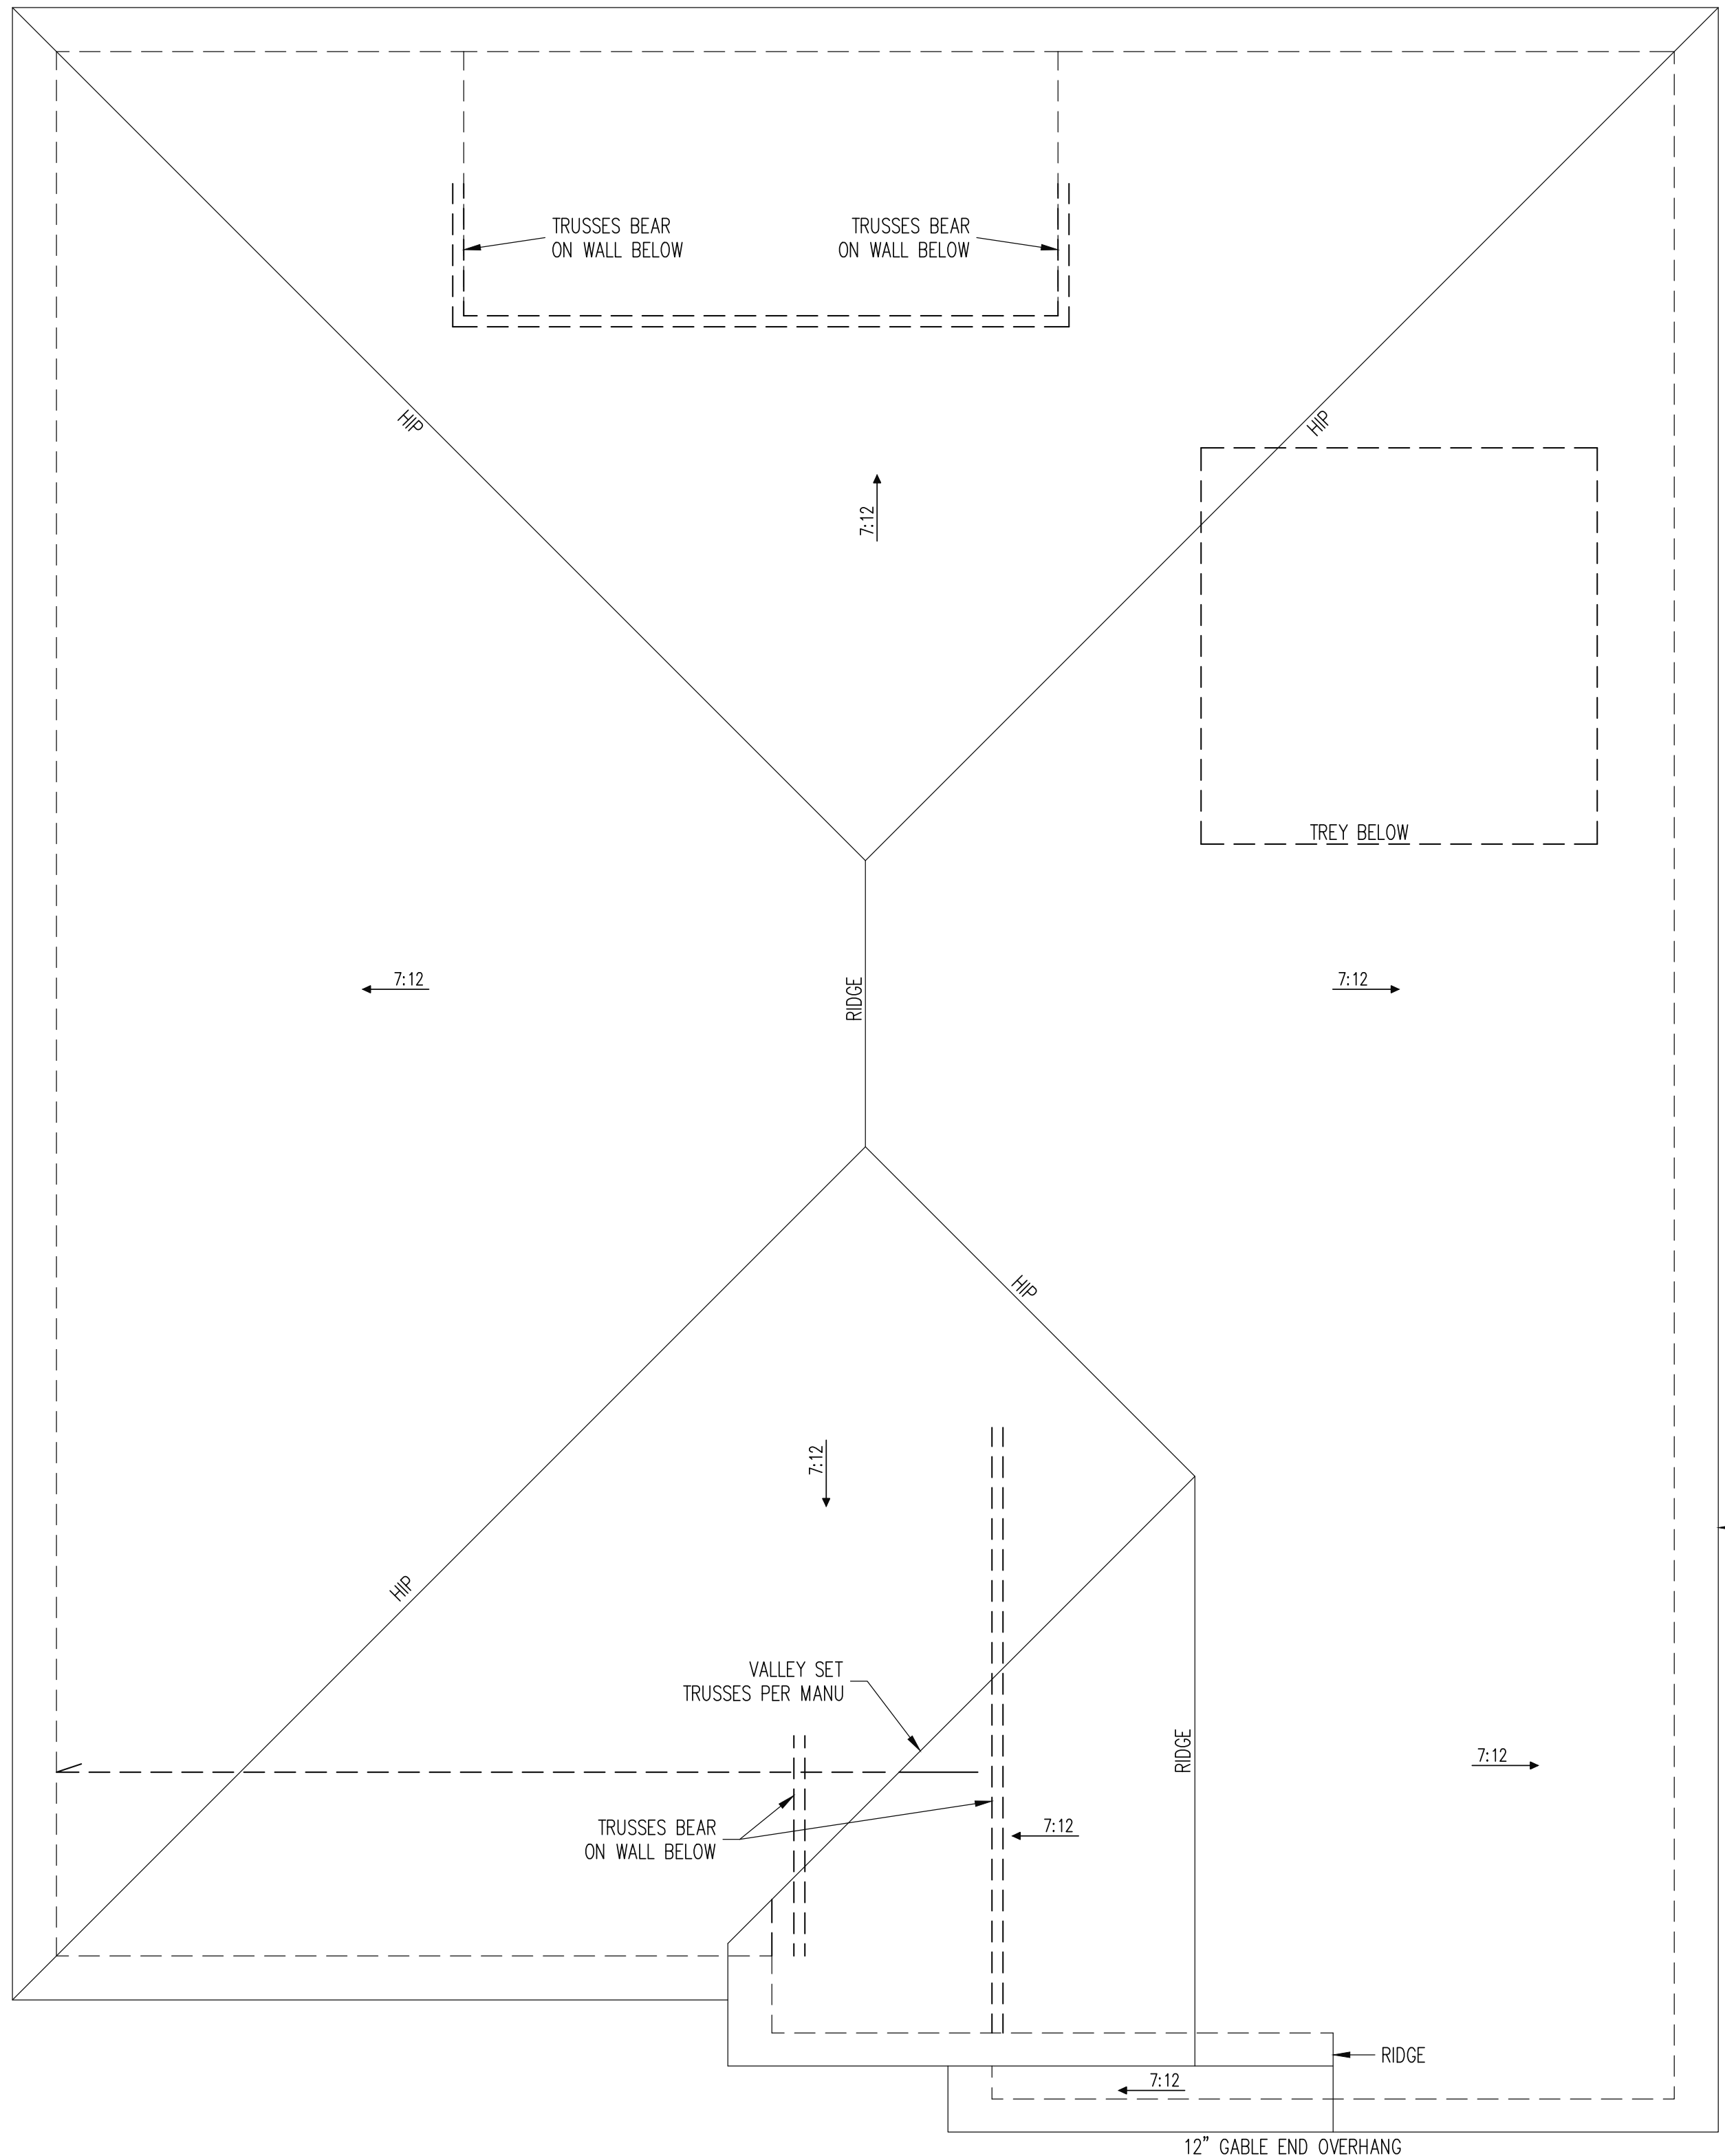 TRUSSES BEAR
ON WALL BELOW
TRUSSES BEAR
ON WALL BELOW
HIP
HIP
7:12
TREY BELOW
7:12
RIDGE
7:12
HIP
7:12
HIP
VALLEY SET
TRUSSES PER MANU
RIDGE
7:12
TRUSSES BEAR
ON WALL BELOW
7:12
RIDGE
7:12
12" GABLE END OVERHANG